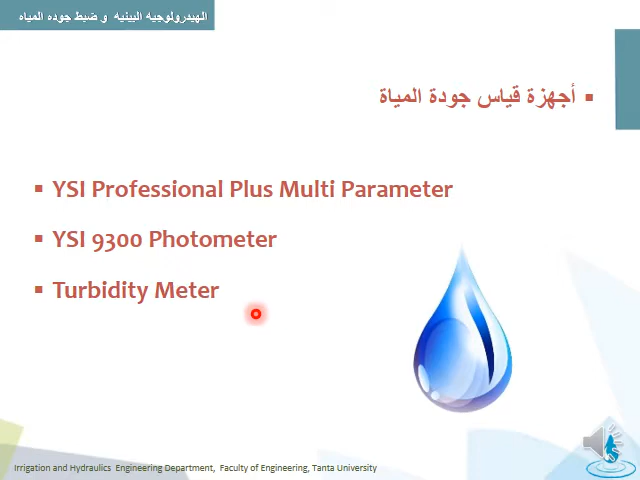 الهيدرولوجيه البيئيه و ضبط جوده المياه
أجهزة قياس جودة المياة
YSI Professional Plus Multi Parameter
YSI 9300 Photometer
Turbidity Meter
Irrigation and Hydraulics Engineering Department, Faculty of Engineering, Tanta University